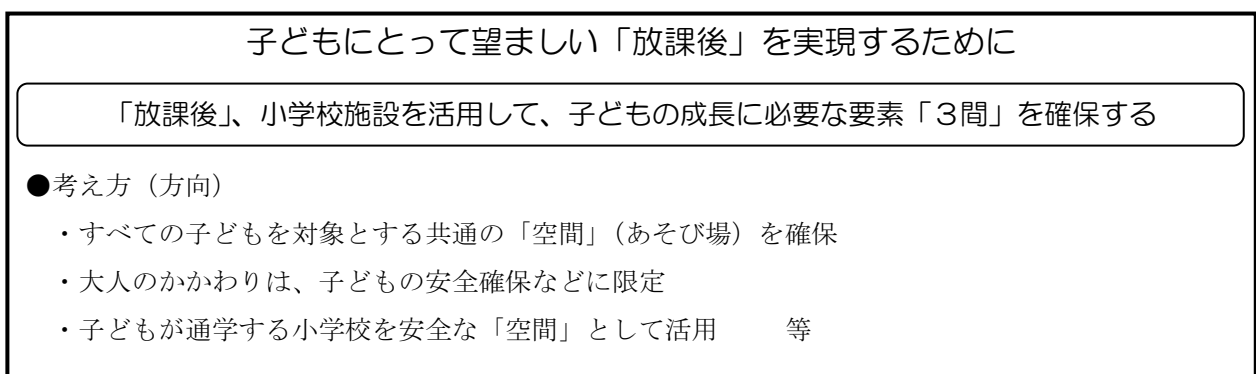 子どもにとって望ましい「放課後」を実現するために
「放課後」、小学校施設を活用して、子どもの成長に必要な要素「３間」を確保する
●考え方（方向）
・すべての子どもを対象とする共通の「空間」（あそび場）を確保
・大人のかかわりは、子どもの安全確保などに限定
・子どもが通学する小学校を安全な「空間」として活用　　等